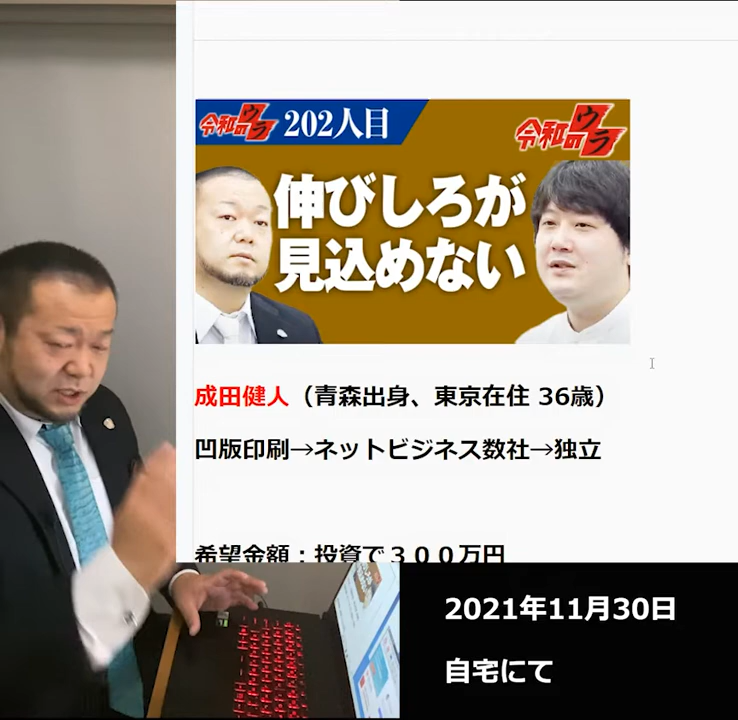 令和のウラ
202人目
令和のウラ
伸びしろが
見込めない
成田健人（青森出身、東京在住 36歳）
凹版印刷→ネットビジネス数社→独立
希望金額：投資で３００万円
2021年11月30日
自宅にて